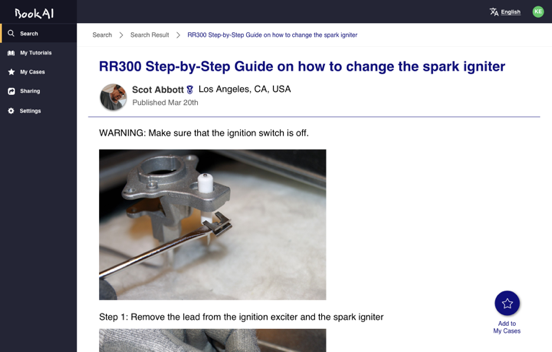 bookAI
English
KE
Search
My Tutorials
My Cases
Sharing
Settings
Search > Search Result > RR300 Step-by-Step Guide on how to change the spark igniter
RR300 Step-by-Step Guide on how to change the spark igniter
Scot Abbott Los Angeles, CA, USA
Published Mar 20th
WARNING: Make sure that the ignition switch is off.
Step 1: Remove the lead from the ignition exciter and the spark igniter
Add to
My Cases